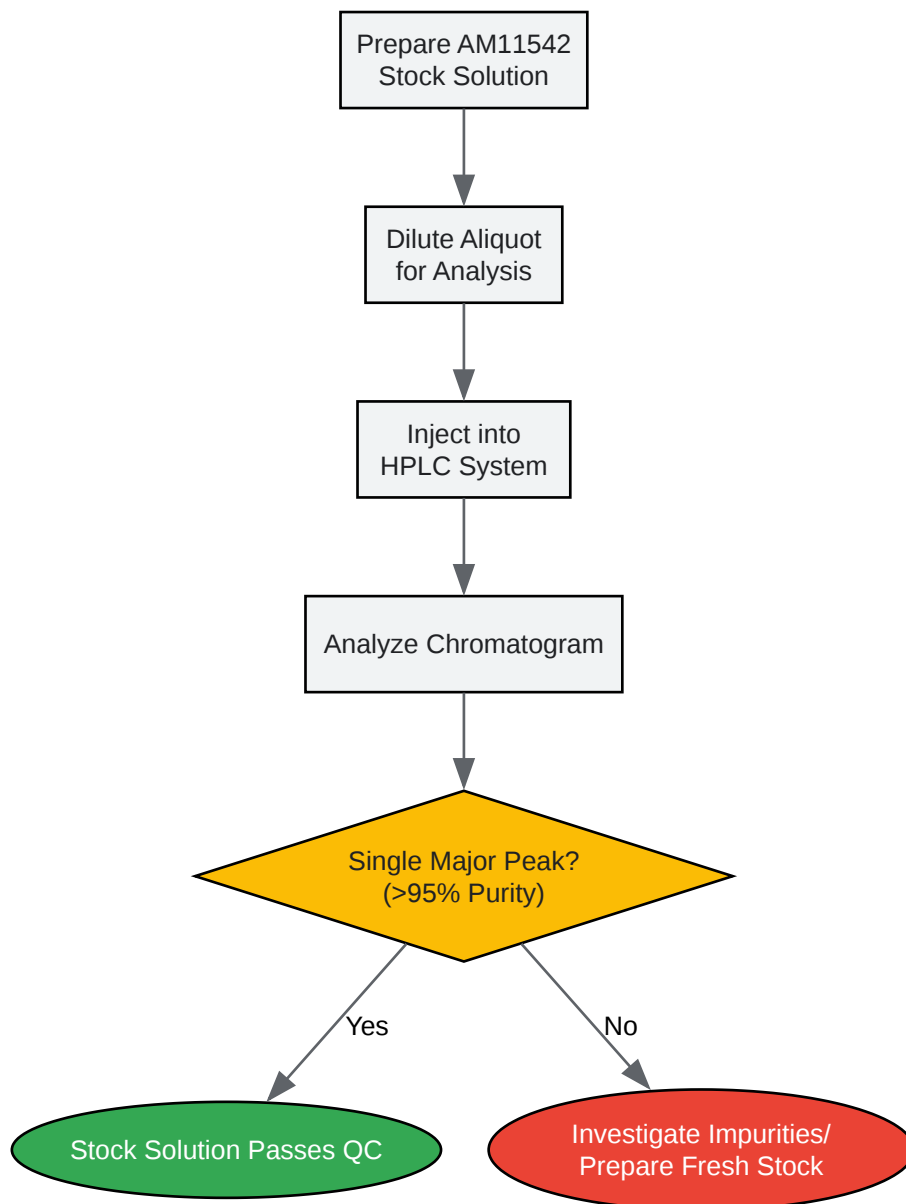 Prepare AM11542
Stock Solution
Dilute Aliquot
for Analysis
Inject into
HPLC System
Analyze Chromatogram
Single Major Peak?
(>95% Purity)
Yes
No
Stock Solution Passes QC
Investigate Impurities/
Prepare Fresh Stock